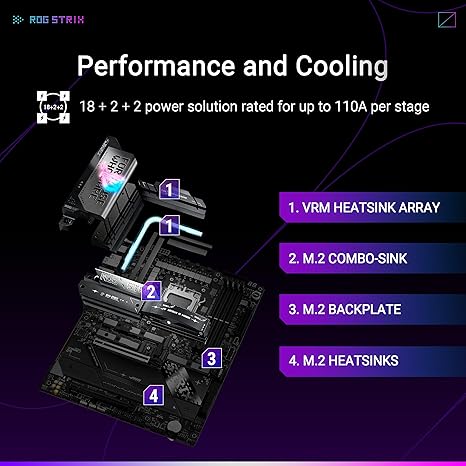 ROG STRIX
Performance and Cooling
18+2+2
18 + 2 + 2 power solution rated for up to 110A per stage
1
1
2
3
4
1. VRM HEATSINK ARRAY
2. M.2 COMBO-SINK
3. M.2 BACKPLATE
4. M.2 HEATSINKS